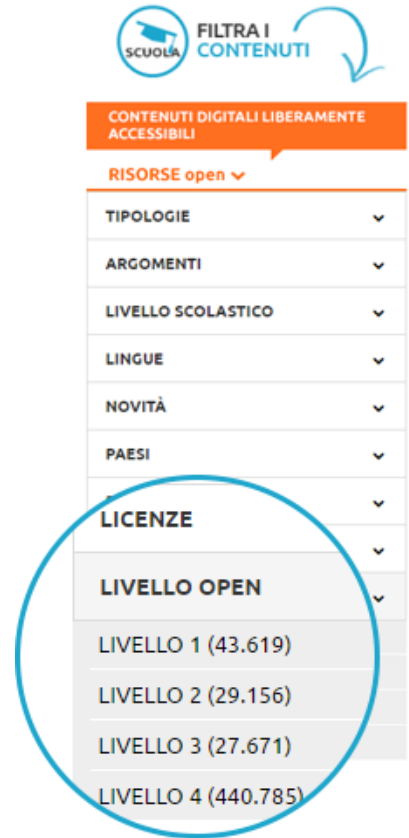 SCUOLA
FILTRA I
CONTENUTI
CONTENUTI DIGITALI LIBERAMENTE
ACCESSIBILI
RISORSE open
TIPOLOGIE
ARGOMENTI
LIVELLO SCOLASTICO
LINGUE
NOVITÀ
PAESI
LICENZE
LIVELLO OPEN
LIVELLO 1 (43.619)
LIVELLO 2 (29.156)
LIVELLO 3 (27.671)
LIVELLO 4 (440.785)